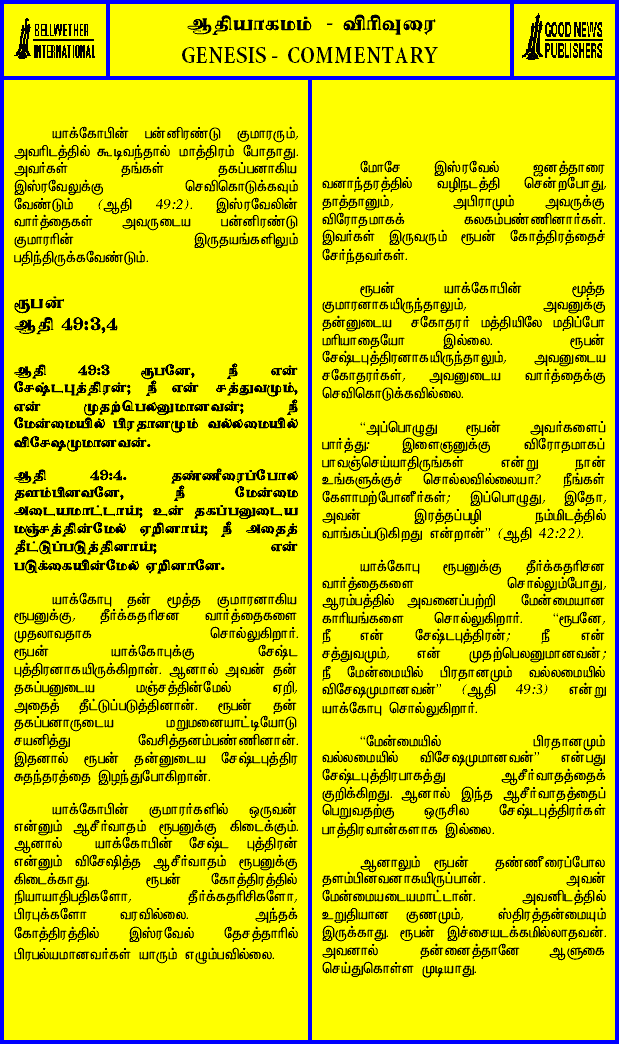 BELLWETHER
INTERNATIONAL
ஆதியாகமம் - விரிவுரை
GENESIS - COMMENTARY
GOOD NEWS
PUBLISHERS
யாக்கோபின் பன்னிரண்டு குமாரரும்,
அவரிடத்தில் கூடிவந்தால் மாத்திரம் போதாது.
அவர்கள் தங்கள் தகப்பனாகிய
இஸ்ரவேலுக்கு செவிகொடுக்கவும்
வேண்டும் (ஆதி 49:2). இஸ்ரவேலின்
வார்த்தைகள் அவருடைய பன்னிரண்டு
குமாரரின் இருதயங்களிலும்
பதிந்திருக்கவேண்டும்.
ரூபன்
ஆதி 49:3,4
ஆதி 49:3 ரூபனே, நீ என்
சேஷ்டபுத்திரன்; நீ என் சத்துவமும்,
என் முதற்பெலனுமானவன்; நீ
மேன்மையில் பிரதானமும் வல்லமையில்
விசேஷமுமானவன்.
ஆதி 49:4. தண்ணீரைப்போல
தளம்பினவனே, நீ மேன்மை
அடையமாட்டாய்; உன் தகப்பனுடைய
மஞ்சத்தின்மேல் ஏறினாய்; நீ அதைத்
தீட்டுப்படுத்தினாய்; என்
படுக்கையின்மேல் ஏறினானே.
யாக்கோபு தன் மூத்த குமாரனாகிய
ரூபனுக்கு, தீர்க்கதரிசன வார்த்தைகளை
முதலாவதாக சொல்லுகிறார்.
ரூபன் யாக்கோபுக்கு சேஷ்ட
புத்திரனாகயிருக்கிறான். ஆனால் அவன் தன்
தகப்பனுடைய மஞ்சத்தின்மேல் ஏறி,
அதைத் தீட்டுப்படுத்தினான். ரூபன் தன்
தகப்பனாருடைய மறுமனையாட்டியோடு
சயனித்து வேசித்தனம்பண்ணினான்.
இதனால் ரூபன் தன்னுடைய சேஷ்டபுத்திர
சுதந்தரத்தை இழந்துபோகிறான்.
யாக்கோபின் குமாரர்களில் ஒருவன்
என்னும் ஆசீர்வாதம் ரூபனுக்கு கிடைக்கும்.
ஆனால் யாக்கோபின் சேஷ்ட புத்திரன்
என்னும் விசேஷித்த ஆசீர்வாதம் ரூபனுக்கு
கிடைக்காது. ரூபன் கோத்திரத்தில்
நியாயாதிபதிகளோ, தீர்க்கதரிசிகளோ,
பிரபுக்களோ வரவில்லை. அந்தக்
கோத்திரத்தில் இஸ்ரவேல் தேசத்தாரில்
பிரபல்யமானவர்கள் யாரும் எழும்பவில்லை.
மோசே இஸ்ரவேல் ஜனத்தாரை
வனாந்தரத்தில் வழிநடத்தி சென்றபோது,
தாத்தானும், அபிராமும் அவருக்கு
விரோதமாகக் கலகம்பண்ணினார்கள்.
இவர்கள் இருவரும் ரூபன் கோத்திரத்தைச்
சேர்ந்தவர்கள்.
ரூபன் யாக்கோபின் மூத்த
குமாரனாகயிருந்தாலும், அவனுக்கு
தன்னுடைய சகோதரர் மத்தியிலே மதிப்போ
மரியாதையோ இல்லை. ரூபன்
சேஷ்டபுத்திரனாகயிருந்தாலும், அவனுடைய
சகோதரர்கள், அவனுடைய வார்த்தைக்கு
செவிகொடுக்கவில்லை.
“அப்பொழுது ரூபன் அவர்களைப்
பார்த்து: இளைஞனுக்கு விரோதமாகப்
பாவஞ்செய்யாதிருங்கள் என்று நான்
உங்களுக்குச் சொல்லவில்லையா? நீங்கள்
கேளாமற்போனீர்கள்; இப்பொழுது, இதோ,
அவன் இரத்தப்பழி நம்மிடத்தில்
வாங்கப்படுகிறது என்றான்” (ஆதி 42:22).
யாக்கோபு ரூபனுக்கு தீர்க்கதரிசன
வார்த்தைகளை சொல்லும்போது,
ஆரம்பத்தில் அவனைப்பற்றி மேன்மையான
காரியங்களை சொல்லுகிறார். “ரூபனே,
நீ என் சேஷ்டபுத்திரன்; நீ என்
சத்துவமும், என் முதற்பெலனுமானவன்;
நீ மேன்மையில் பிரதானமும் வல்லமையில்
விசேஷமுமானவன்” (ஆதி 49:3) என்று
யாக்கோபு சொல்லுகிறார்.
“மேன்மையில் பிரதானமும்
வல்லமையில் விசேஷமுமானவன்” என்பது
சேஷ்டபுத்திரபாகத்து ஆசீர்வாதத்தைக்
குறிக்கிறது. ஆனால் இந்த ஆசீர்வாதத்தைப்
பெறுவதற்கு ஒருசில சேஷ்டபுத்திரர்கள்
பாத்திரவான்களாக இல்லை.
ஆனாலும் ரூபன் தண்ணீரைப்போல
தளம்பினவனாகயிருப்பான். அவன்
மேன்மையடையமாட்டான். அவனிடத்தில்
உறுதியான குணமும், ஸ்திரத்தன்மையும்
இருக்காது. ரூபன் இச்சையடக்கமில்லாதவன்.
அவனால் தன்னைத்தானே ஆளுகை
செய்துகொள்ள முடியாது.